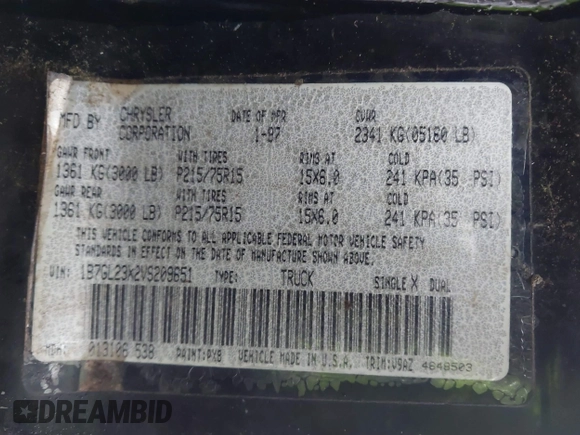 MFD BY CHRYSLER CORPORATION DATE OF MFR 1-97 GVWR 2341 KG(05160 LB)
GAWR FRONT WITH TIRES RIMS AT COLD
1361 KG(3000 LB) P215/75R15 15X6.0 241 KPA(35 PSI)
GAWR REAR WITH TIRES RIMS AT COLD
1361 KG(3000 LB) P215/75R15 15X6.0 241 KPA(35 PSI)
THIS VEHICLE CONFORMS TO ALL APPLICABLE FEDERAL MOTOR VEHICLE SAFETY
STANDARDS IN EFFECT ON THE DATE OF MANUFACTURE SHOWN ABOVE.
VIN: 1B7GL23X2VS209651 TYPE: TRUCK SINGLE X DUAL
MDH: 013106 538 PAINT:PX8 VEHICLE MADE IN U.S.A. TRIM:V9AZ 4648503
DREAMBID